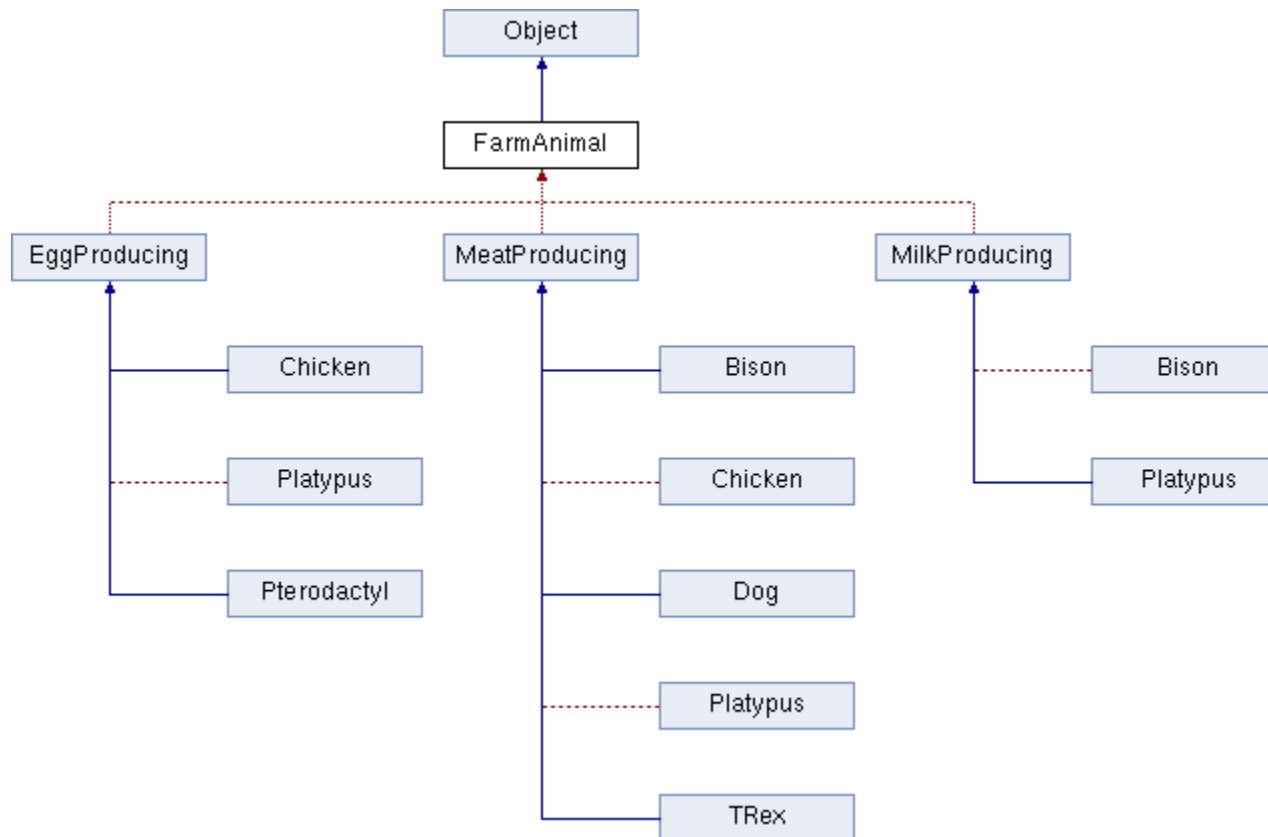 Object
FarmAnimal
EggProducing
MeatProducing
MilkProducing
Chicken
Bison
Bison
Platypus
Chicken
Platypus
Pterodactyl
Dog
Platypus
TRex